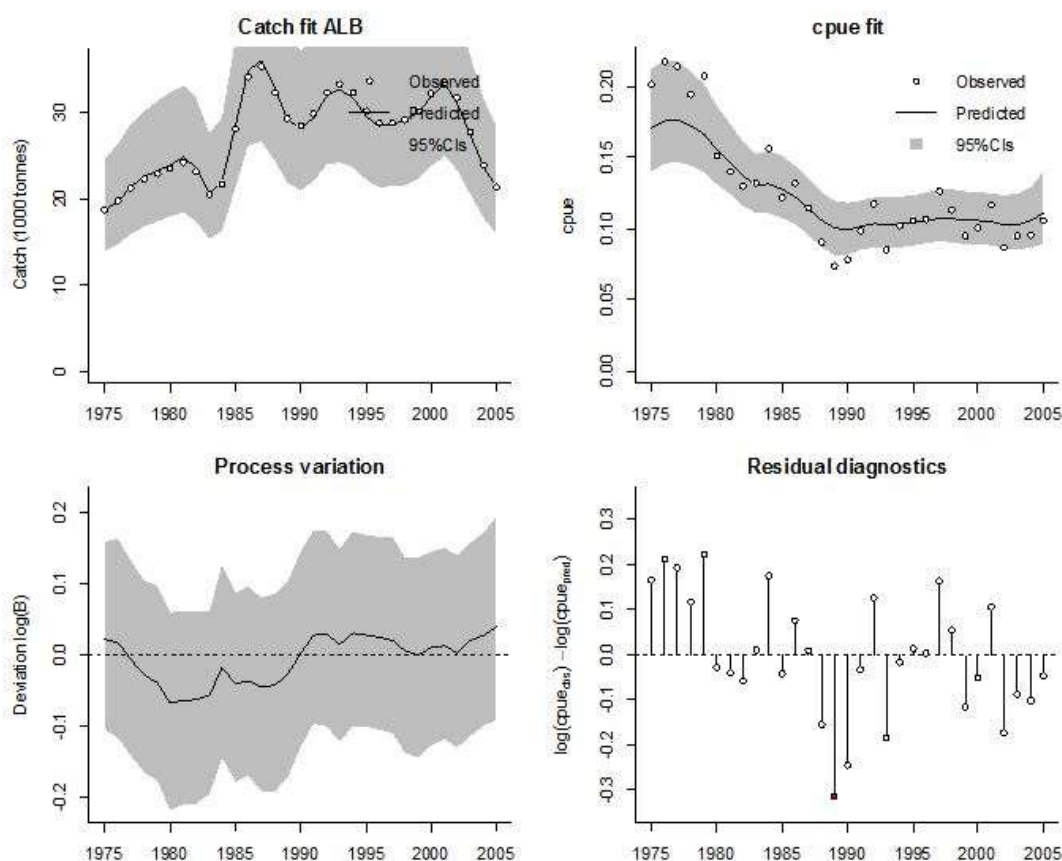 Catch fit ALB
Catch (1000 tonnes)
0 10 20 30
Observed
Predicted
95%CIs
1975 1980 1985 1990 1995 2000 2005
cpue fit
cpue
0.00 0.05 0.10 0.15 0.20
Observed
Predicted
95%CIs
1975 1980 1985 1990 1995 2000 2005
Process variation
Deviation log(B)
-0.2 -0.1 0.0 0.1 0.2
1975 1980 1985 1990 1995 2000 2005
Residual diagnostics
log(cpue_obs) − log(cpue_pred)
-0.3 -0.2 -0.1 0.0 0.1 0.2 0.3
1975 1980 1985 1990 1995 2000 2005